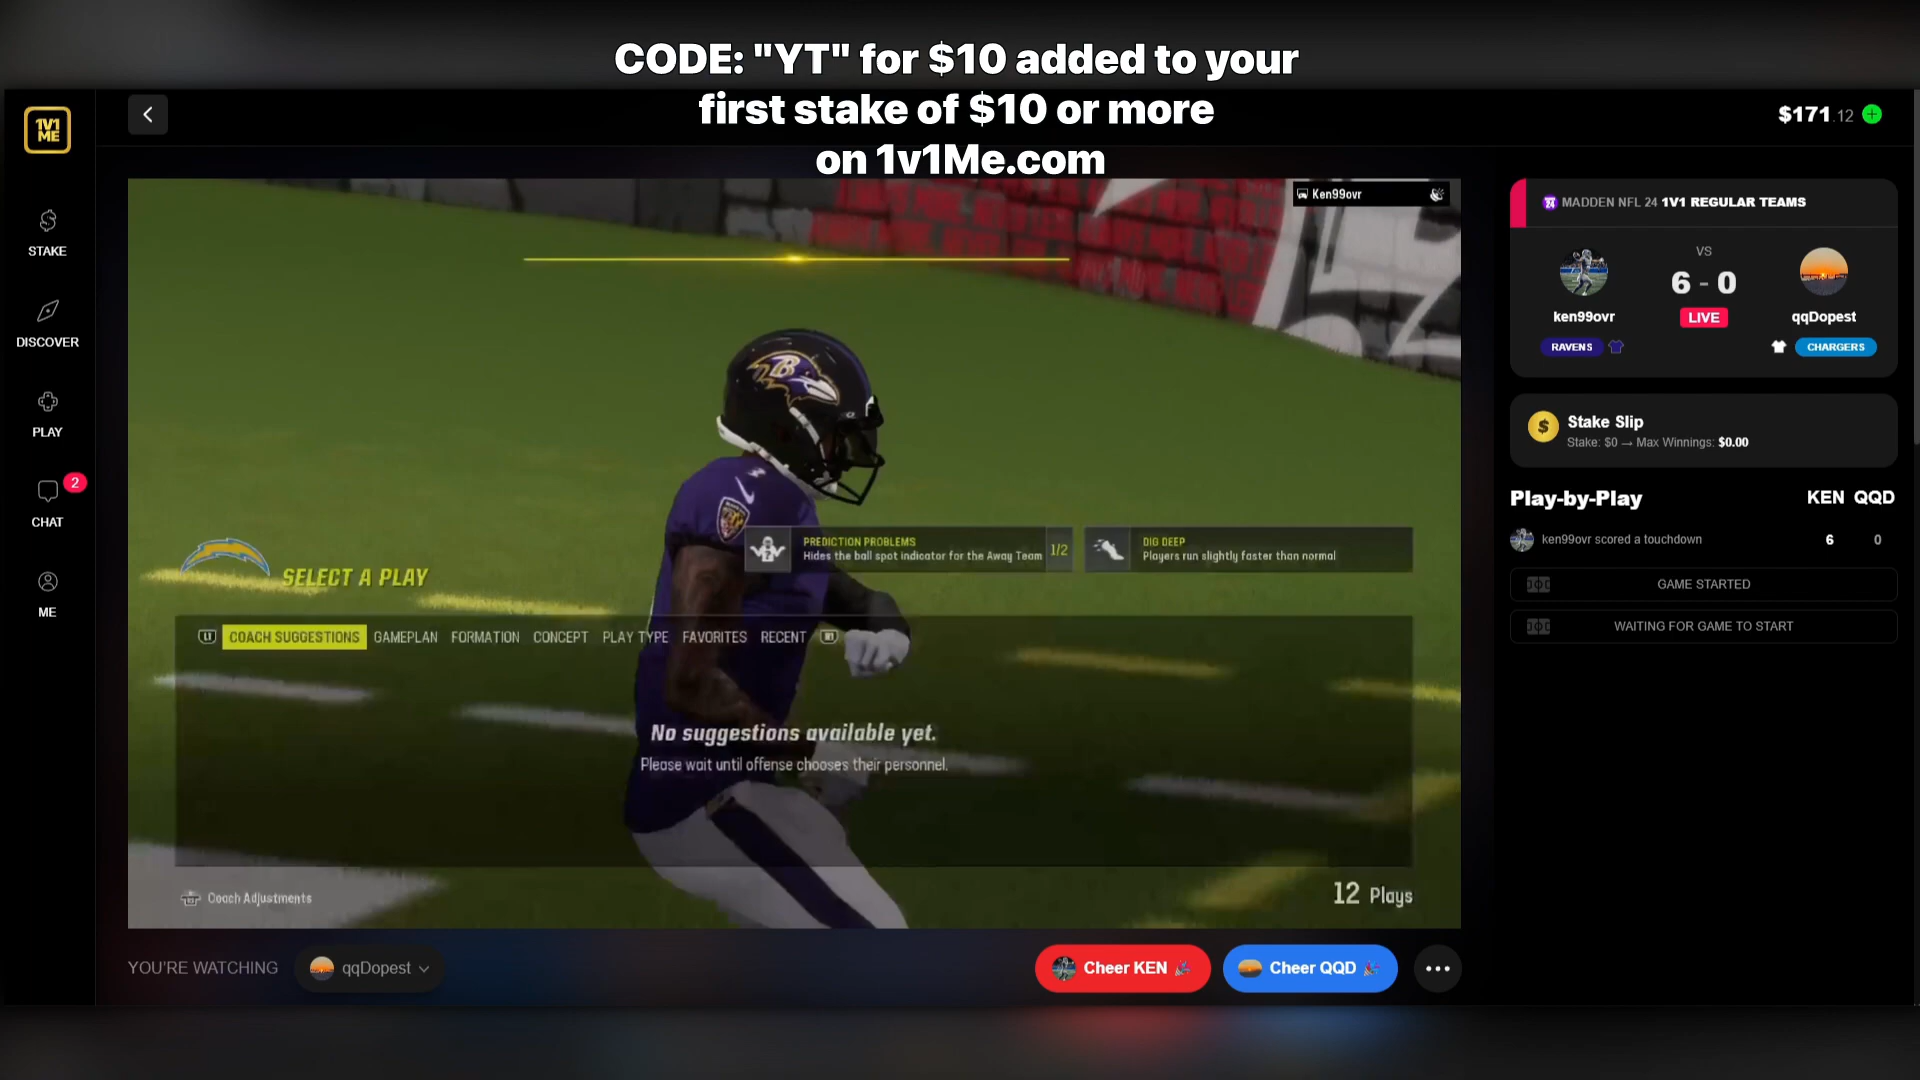 CODE: "YT" for $10 added to your
first stake of $10 or more
on 1v1Me.com
1V1
ME
$171.12
STAKE
DISCOVER
PLAY
2
CHAT
ME
Ken99ovr
MADDEN NFL 24 1V1 REGULAR TEAMS
VS
6 - 0
LIVE
ken99ovr
qqDopest
RAVENS
CHARGERS
Stake Slip
Stake: $0 → Max Winnings: $0.00
Play-by-Play
KEN QQD
ken99ovr scored a touchdown 6 0
GAME STARTED
WAITING FOR GAME TO START
PREDICTION PROBLEMS
Hides the ball spot indicator for the Away Team
1/2
DIG DEEP
Players run slightly faster than normal
SELECT A PLAY
L1 COACH SUGGESTIONS GAMEPLAN FORMATION CONCEPT PLAY TYPE FAVORITES RECENT R1
No suggestions available yet.
Please wait until offense chooses their personnel.
Coach Adjustments
12 Plays
YOU'RE WATCHING
qqDopest
Cheer KEN
Cheer QQD